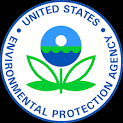 UNITED STATES
• ENVIRONMENTAL PROTECTION AGENCY •